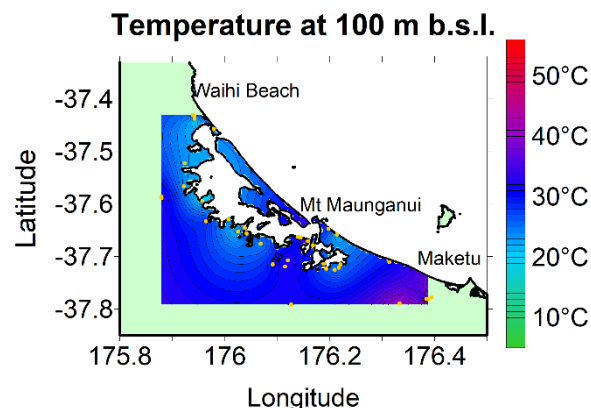 Temperature at 100 m b.s.l.
Waihi Beach
Mt Maunganui
Maketu
-37.4
-37.5
-37.6
-37.7
-37.8
Latitude
175.8
176
176.2
176.4
Longitude
50°C
40°C
30°C
20°C
10°C